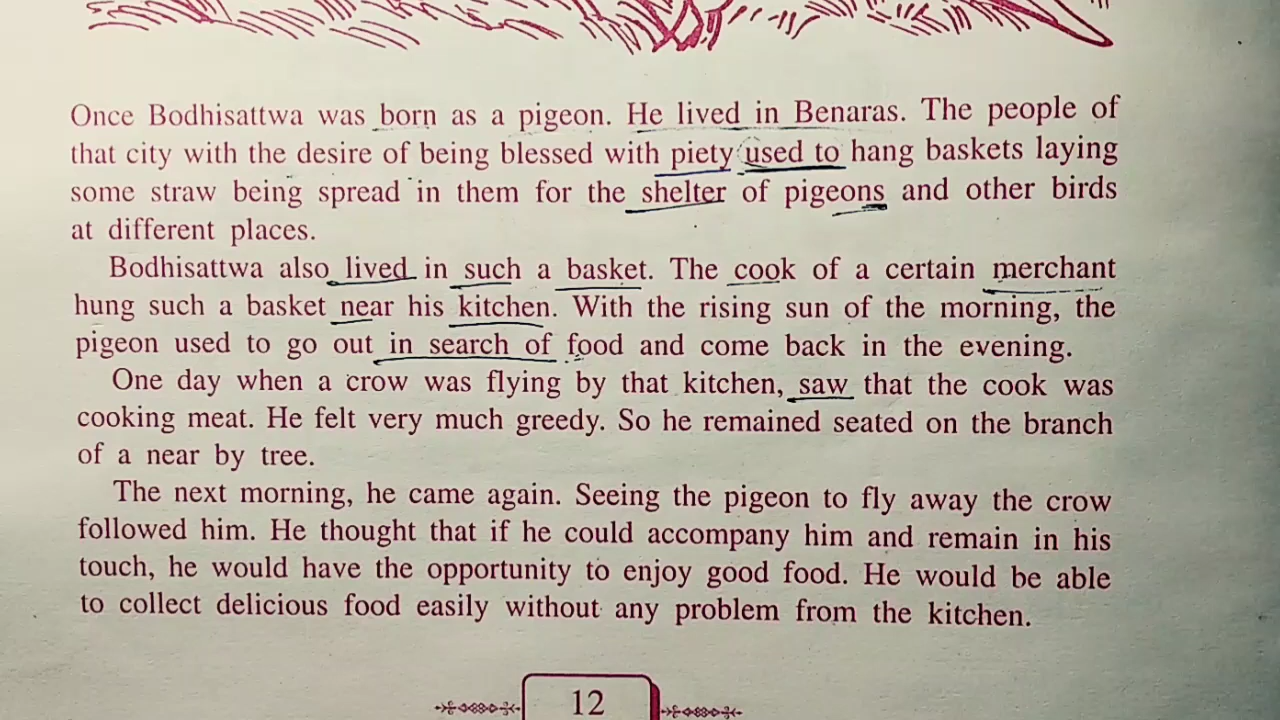 Once Bodhisattwa was born as a pigeon. He lived in Benaras. The people of
that city with the desire of being blessed with piety used to hang baskets laying
some straw being spread in them for the shelter of pigeons and other birds
at different places.
Bodhisattwa also lived in such a basket. The cook of a certain merchant
hung such a basket near his kitchen. With the rising sun of the morning, the
pigeon used to go out in search of food and come back in the evening.
One day when a crow was flying by that kitchen, saw that the cook was
cooking meat. He felt very much greedy. So he remained seated on the branch
of a near by tree.
The next morning, he came again. Seeing the pigeon to fly away the crow
followed him. He thought that if he could accompany him and remain in his
touch, he would have the opportunity to enjoy good food. He would be able
to collect delicious food easily without any problem from the kitchen.
12